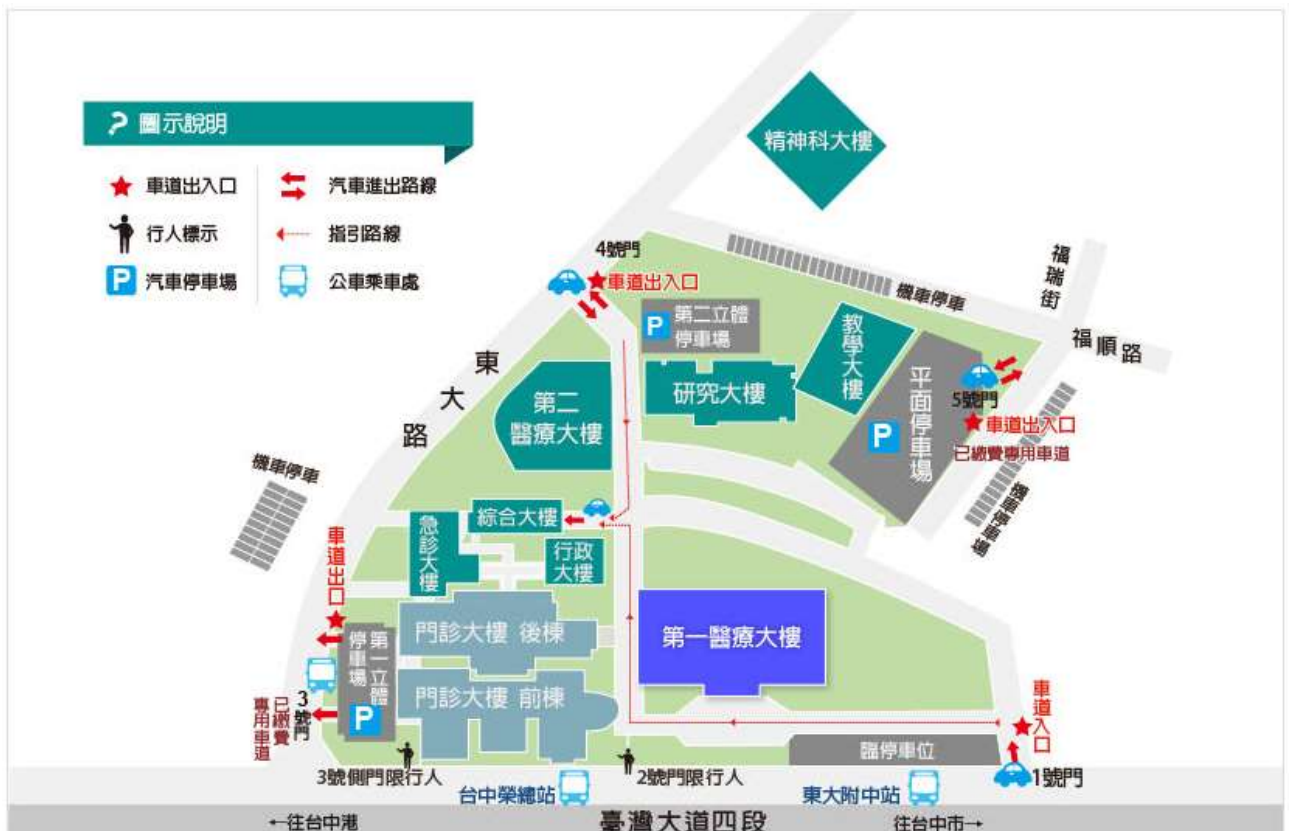 圖示說明
車道出入口
汽車進出路線
行人標示
指引路線
P 汽車停車場
公車乘車處
精神科大樓
4號門
車道出入口
機車停車
福瑞街
福順路
P 第二立體
停車場
教學大樓
研究大樓
平面停車場
P
5號門
車道出入口
已繳費專用車道
機車停車場
東大路
第二
醫療大樓
機車停車
綜合大樓
急診大樓
行政
大樓
車道出口
門診大樓 後棟
第一醫療大樓
第一立體
停車場
P
門診大樓 前棟
3號門
已繳費
專用車道
車道入口
臨停車位
1號門
3號側門限行人
2號門限行人
台中榮總站
東大附中站
臺灣大道四段
←往台中港
往台中市→